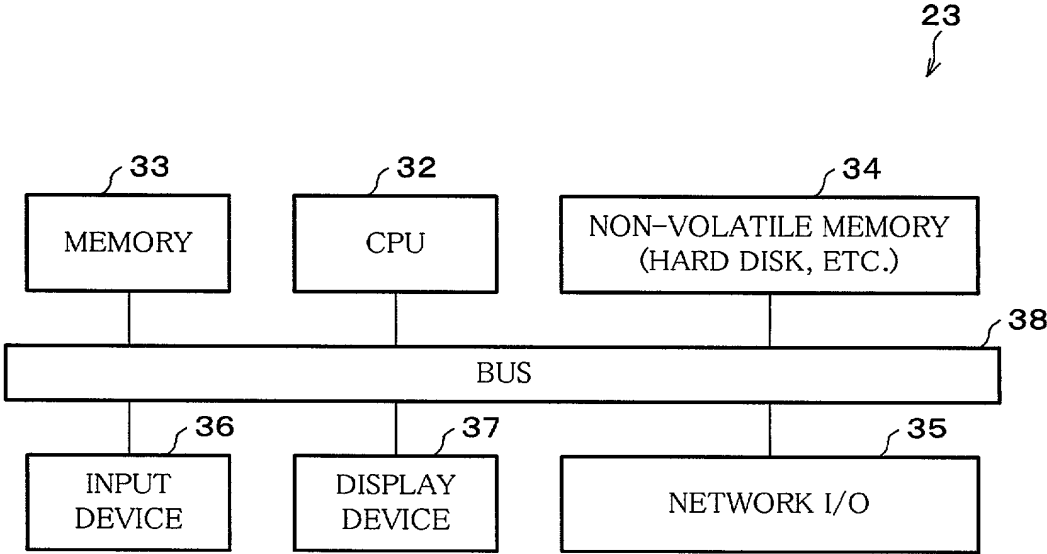 23
33
32
34
MEMORY
CPU
NON-VOLATILE MEMORY
(HARD DISK, ETC.)
38
BUS
36
37
35
INPUT
DEVICE
DISPLAY
DEVICE
NETWORK I/O